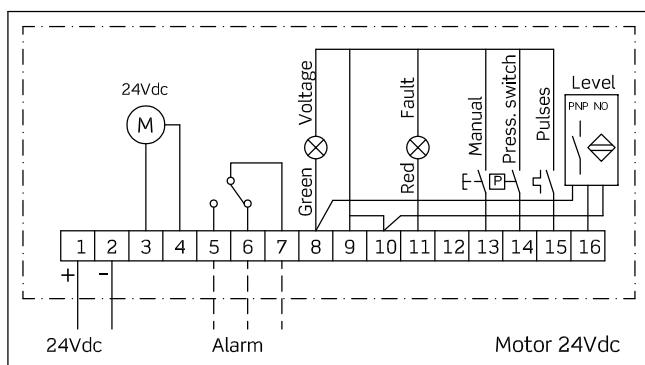 24Vdc
M
Voltage
Green
Fault
Red
Manual
Press. switch
P
Pulses
Level
PNP NO
1 2 3 4 5 6 7 8 9 10 11 12 13 14 15 16
+ -
24Vdc
Alarm
Motor 24Vdc